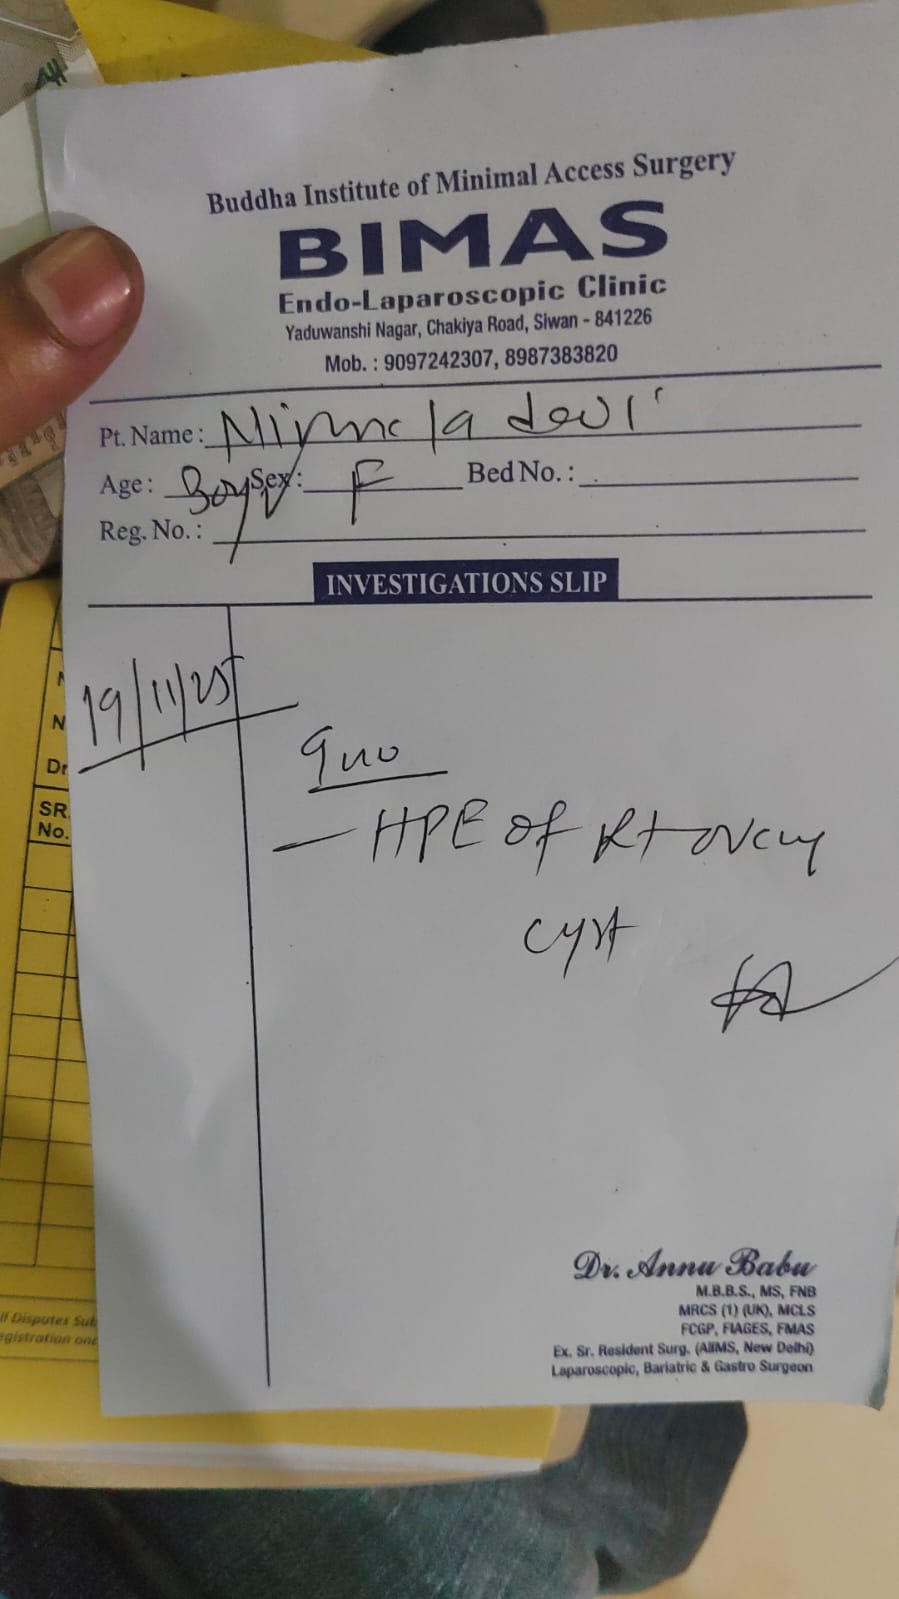 Buddha Institute of Minimal Access Surgery
BIMAS
Endo-Laparoscopic Clinic
Yaduwanshi Nagar, Chakiya Road, Siwan - 841226
Mob. : 9097242307, 8987383820
Pt. Name: Nirmala devi
Age: 30y Sex: F Bed No. :
Reg. No. :
INVESTIGATIONS SLIP
19/11/25
- HPE of Rt ovary
cyst
Dr. Annu Babu
M.B.B.S., MS, FNB
MRCS (1) (UK), MCLS
FCGP, FIAGES, FMAS
Ex. Sr. Resident Surg. (AIIMS, New Delhi)
Laparoscopic, Bariatric & Gastro Surgeon
N
Dr
SR.
No.